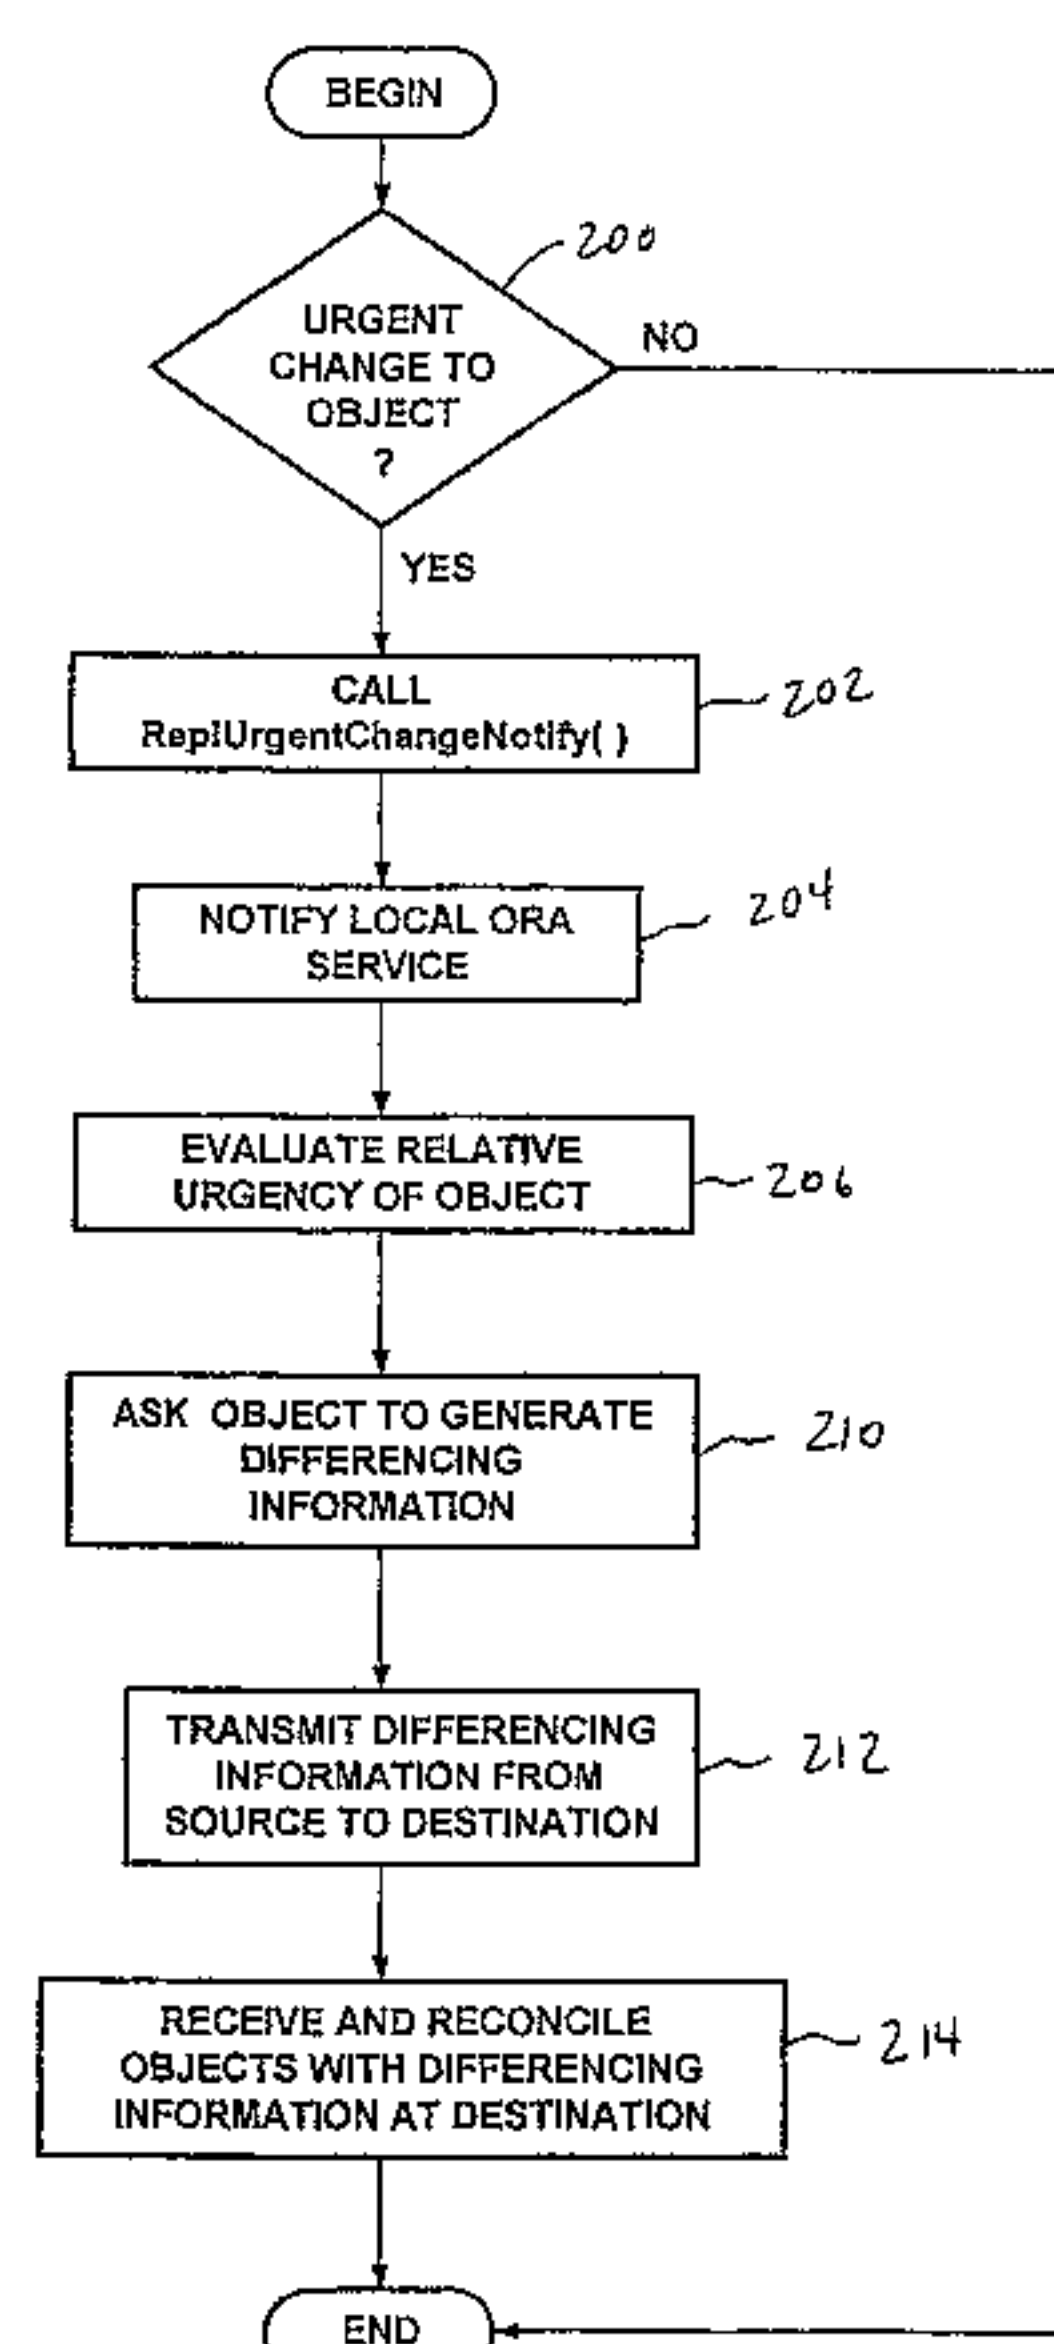 BEGIN
200
URGENT
CHANGE TO
OBJECT
?
NO
YES
CALL
ReplUrgentChangeNotify( )
202
NOTIFY LOCAL ORA
SERVICE
204
EVALUATE RELATIVE
URGENCY OF OBJECT
206
ASK OBJECT TO GENERATE
DIFFERENCING
INFORMATION
210
TRANSMIT DIFFERENCING
INFORMATION FROM
SOURCE TO DESTINATION
212
RECEIVE AND RECONCILE
OBJECTS WITH DIFFERENCING
INFORMATION AT DESTINATION
214
END